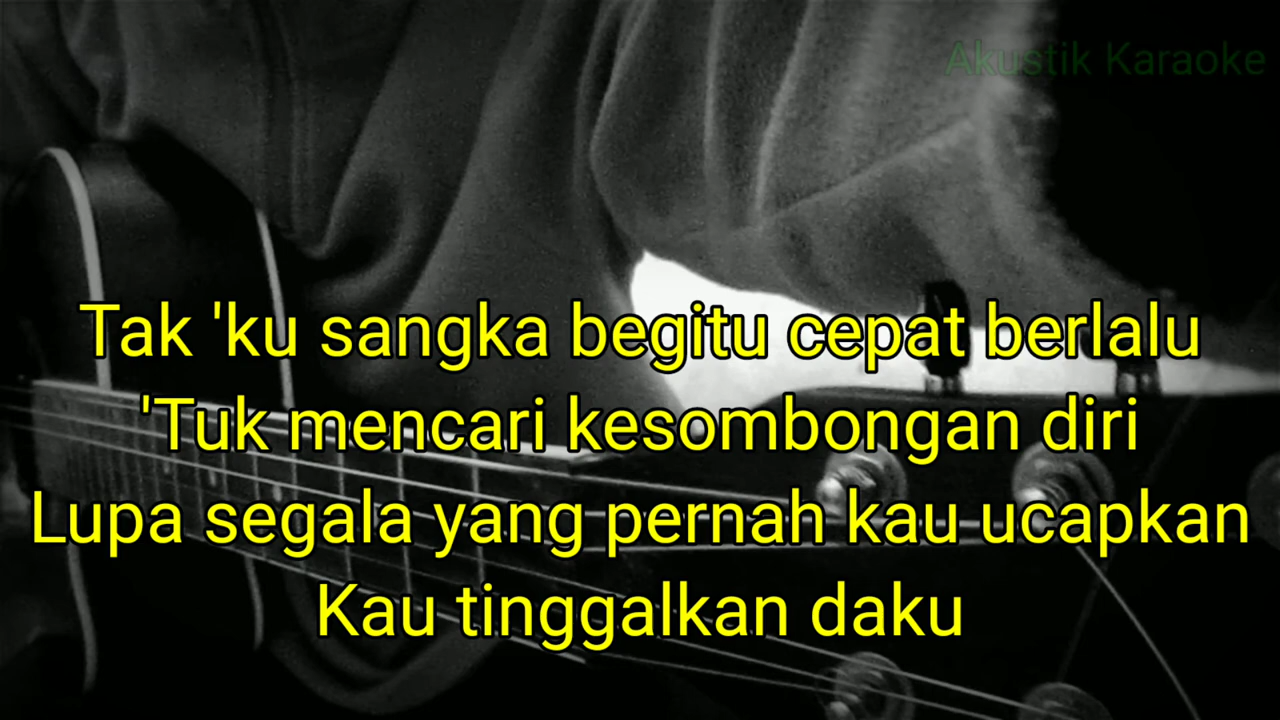 Akustik Karaoke
Tak 'ku sangka begitu cepat berlalu
'Tuk mencari kesombongan diri
Lupa segala yang pernah kau ucapkan
Kau tinggalkan daku